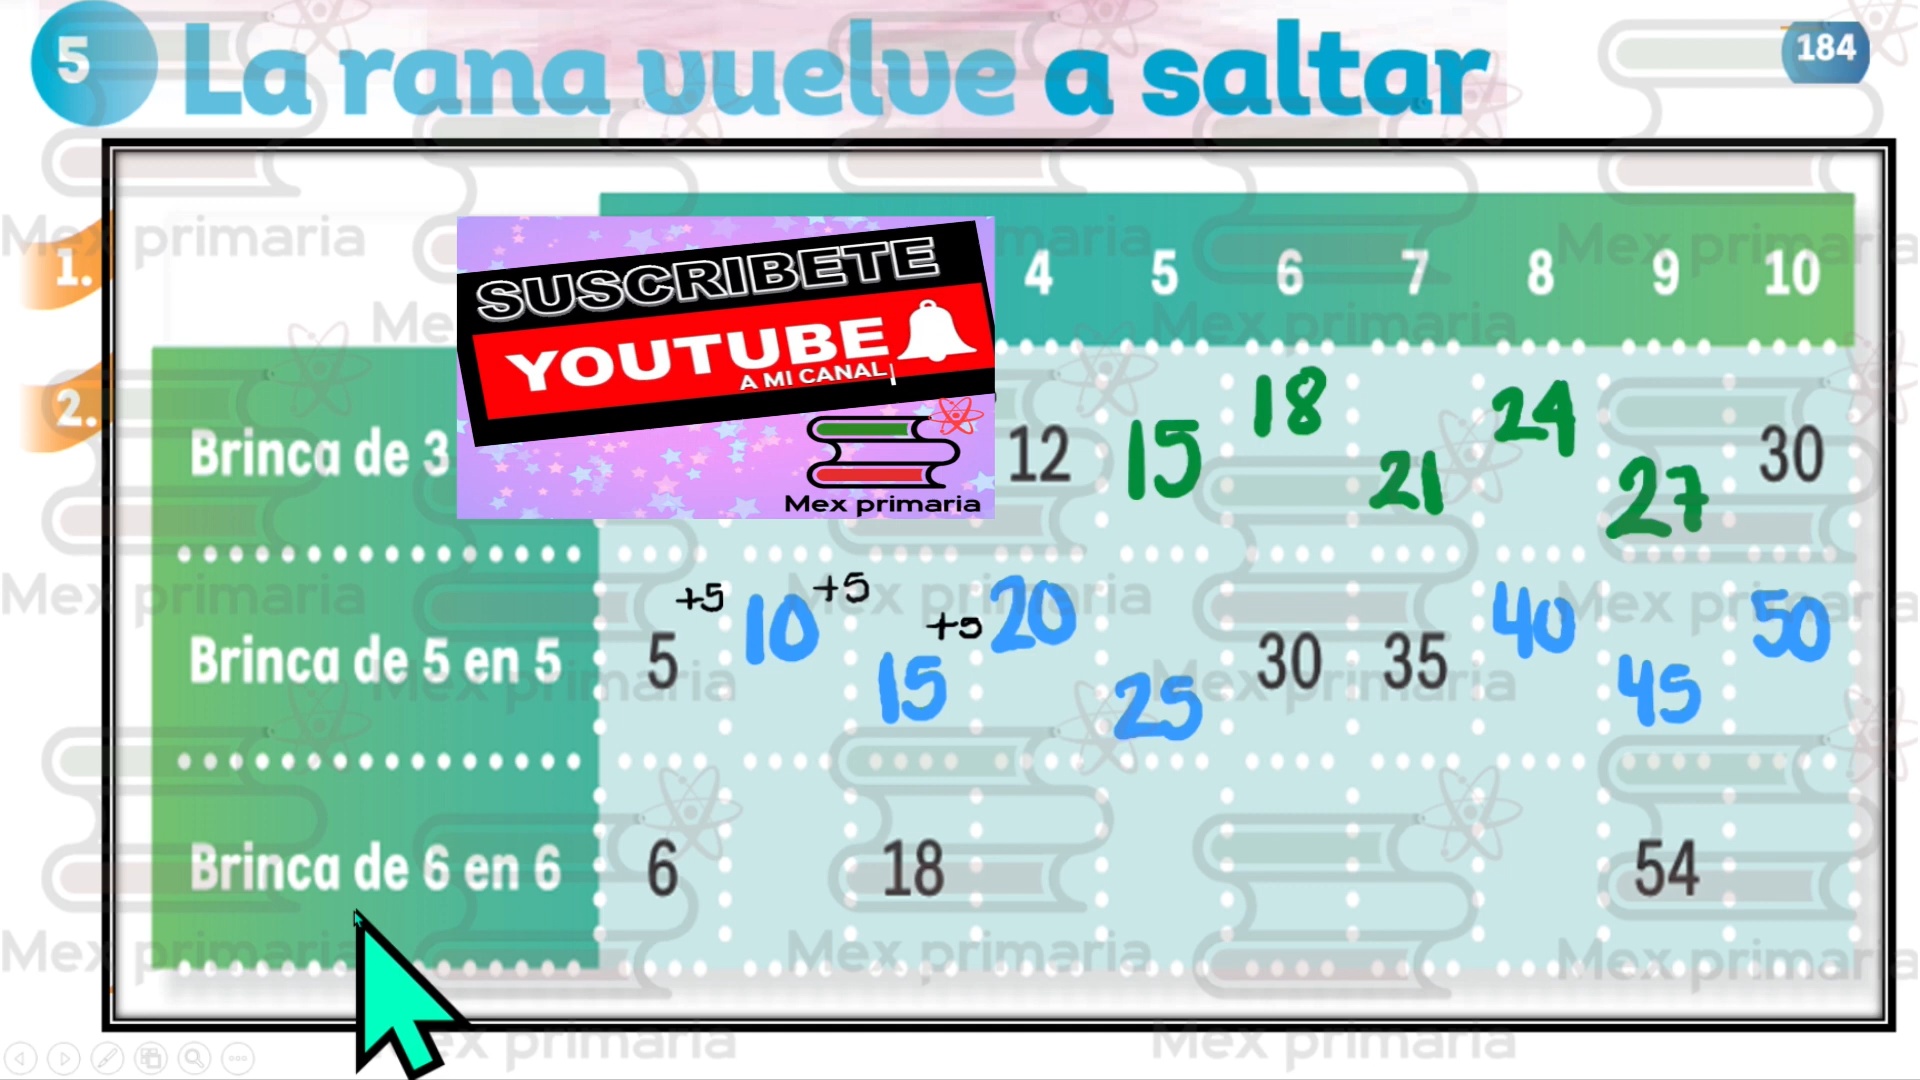 5 La rana vuelve a saltar 184
1.
2.
4 5 6 7 8 9 10
SUSCRIBETE
YOUTUBE
A MI CANAL
Mex primaria
Brinca de 3 12 15 18 21 24 27 30
+5 +5 +5
Brinca de 5 en 5 5 10 15 20 25 30 35 40 45 50
Brinca de 6 en 6 6 18 54
Mex primaria